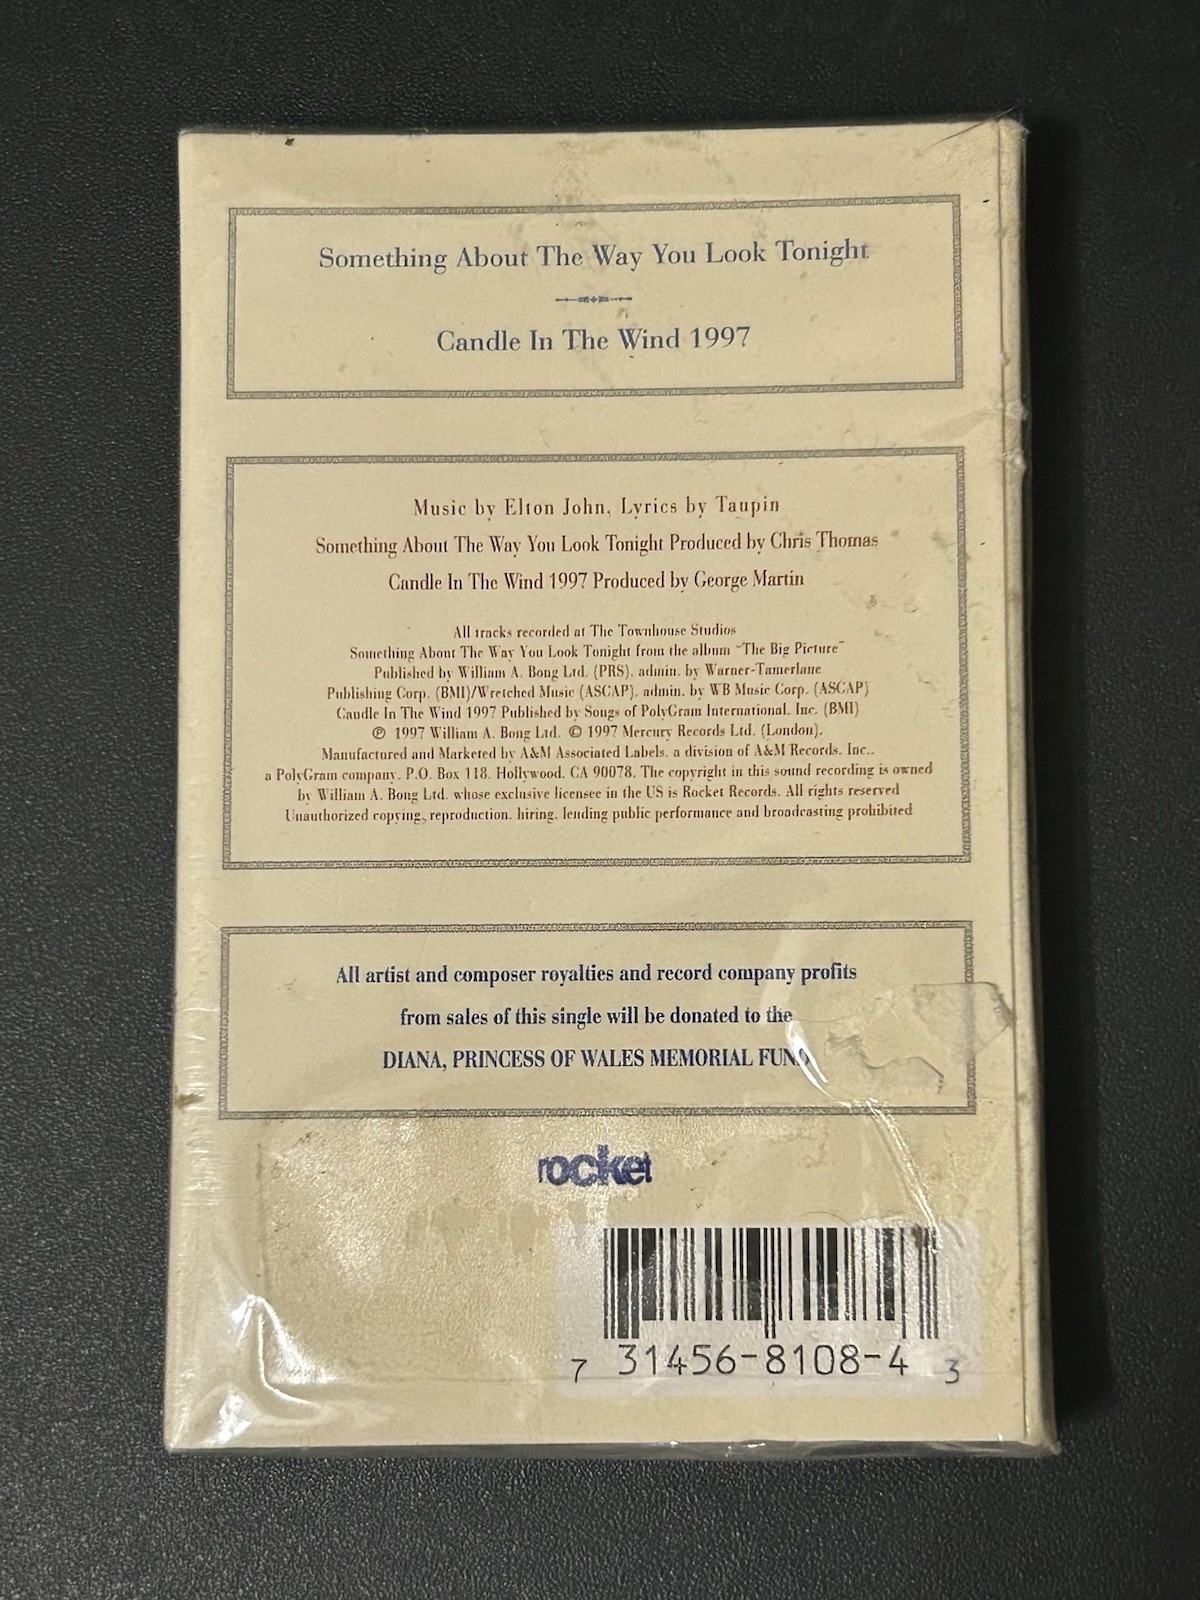 Something About The Way You Look Tonight
Candle In The Wind 1997
Music by Elton John, Lyrics by Taupin
Something About The Way You Look Tonight Produced by Chris Thomas
Candle In The Wind 1997 Produced by George Martin
All tracks recorded at The Townhouse Studios
Something About The Way You Look Tonight from the album "The Big Picture"
Published by William A. Bong Ltd. (PRS), admin. by Warner-Tamerlane
Publishing Corp. (BMI)/Wretched Music (ASCAP), admin. by WB Music Corp. (ASCAP)
Candle In The Wind 1997 Published by Songs of PolyGram International, Inc. (BMI)
℗ 1997 William A. Bong Ltd. © 1997 Mercury Records Ltd. (London).
Manufactured and Marketed by A&M Associated Labels, a division of A&M Records, Inc..
a PolyGram company, P.O. Box 118, Hollywood, CA 90078. The copyright in this sound recording is owned
by William A. Bong Ltd. whose exclusive licensee in the US is Rocket Records. All rights reserved
Unauthorized copying, reproduction, hiring, lending public performance and broadcasting prohibited
All artist and composer royalties and record company profits
from sales of this single will be donated to the
DIANA, PRINCESS OF WALES MEMORIAL FUND
rocket
7 31456-8108-4 3